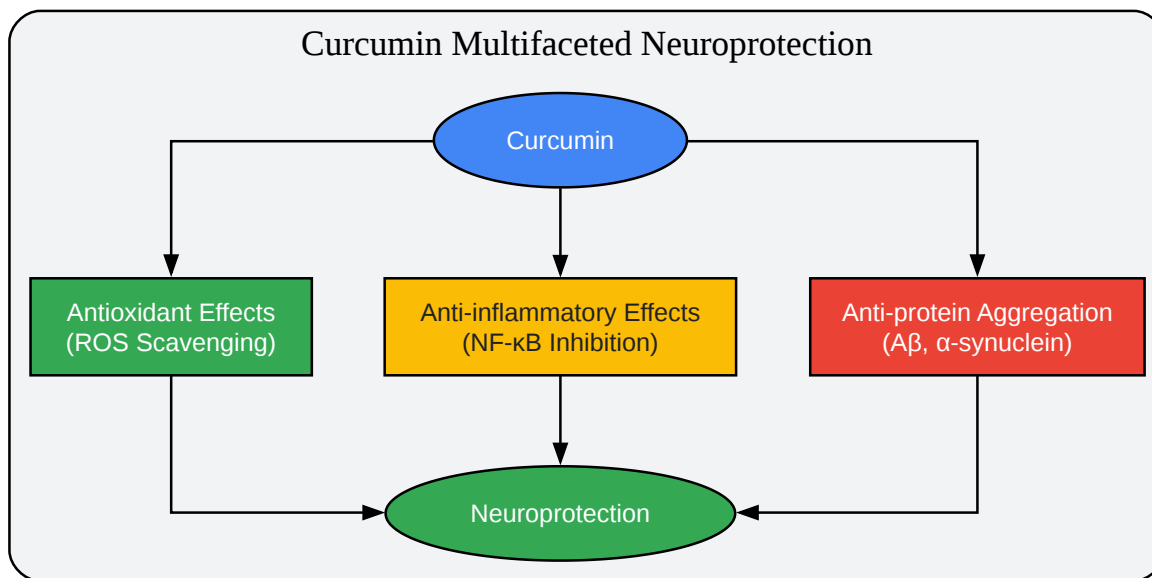 Curcumin Multifaceted Neuroprotection
Curcumin
Antioxidant Effects
(ROS Scavenging)
Anti-inflammatory Effects
(NF-κB Inhibition)
Anti-protein Aggregation
(Aβ, α-synuclein)
Neuroprotection